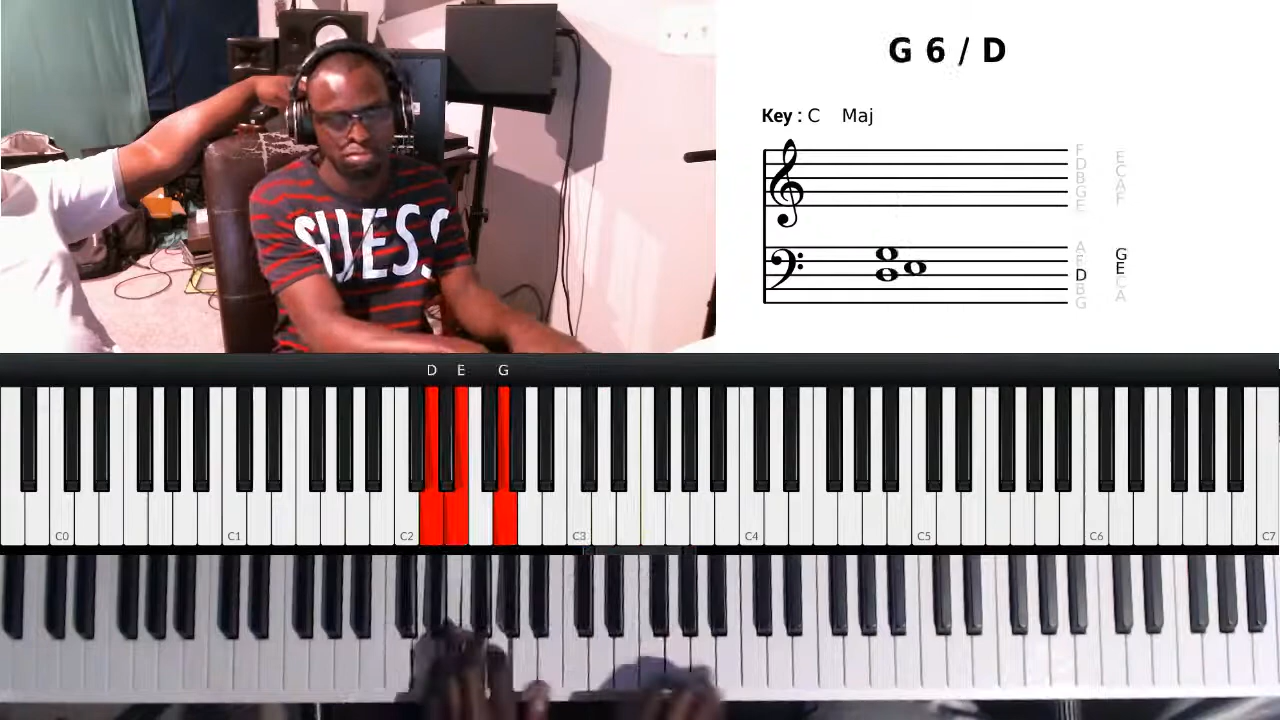 G 6 / D
Key : C Maj
F
E
D
C
B
A
G
F
E
A
G
F
E
D
C
B
A
G
GUESS
D E G
C0 C1 C2 C3 C4 C5 C6 C7